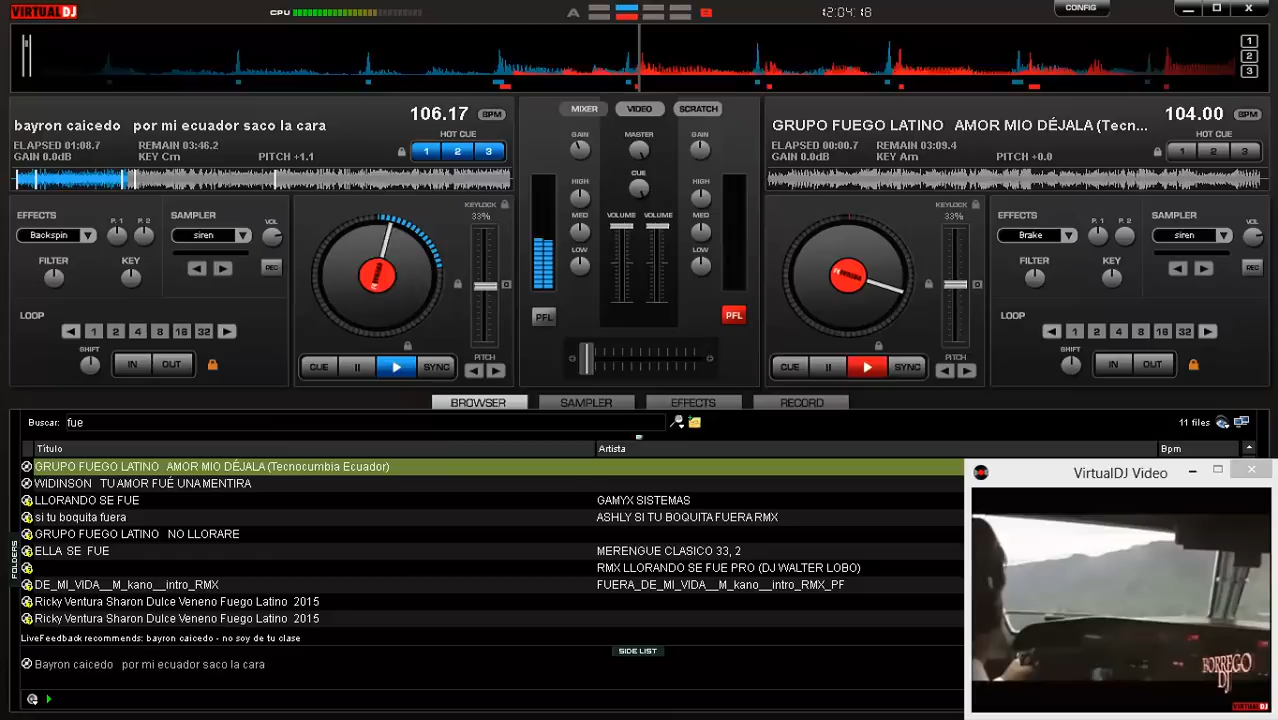 VIRTUAL DJ
CPU
A
B
12:04:18
CONFIG
1
2
3
106.17 BPM
bayron caicedo por mi ecuador saco la cara
HOT CUE
ELAPSED 01:08.7 REMAIN 03:46.2
GAIN 0.0dB KEY Cm PITCH +1.1
1 2 3
MIXER VIDEO SCRATCH
104.00 BPM
GRUPO FUEGO LATINO AMOR MIO DÉJALA (Tecn...
HOT CUE
ELAPSED 00:00.7 REMAIN 03:09.4
GAIN 0.0dB KEY Am PITCH +0.0
1 2 3
GAIN MASTER GAIN
CUE
HIGH HIGH
MED VOLUME VOLUME MED
LOW LOW
PFL PFL
EFFECTS P. 1 P. 2 SAMPLER VOL
Backspin siren
FILTER KEY REC
LOOP
1 2 4 8 16 32
SHIFT
IN OUT
KEYLOCK
33%
CUE SYNC
PITCH
KEYLOCK
33%
CUE SYNC
PITCH
EFFECTS P. 1 P. 2 SAMPLER VOL
Brake siren
FILTER KEY REC
LOOP
1 2 4 8 16 32
SHIFT
IN OUT
BROWSER SAMPLER EFFECTS RECORD
Buscar: fue
11 files
Título Artista Bpm
GRUPO FUEGO LATINO AMOR MIO DÉJALA (Tecnocumbia Ecuador)
WIDINSON TU AMOR FUÉ UNA MENTIRA
LLORANDO SE FUE GAMYX SISTEMAS
si tu boquita fuera ASHLY SI TU BOQUITA FUERA RMX
GRUPO FUEGO LATINO NO LLORARE
ELLA SE FUE MERENGUE CLASICO 33, 2
RMX LLORANDO SE FUE PRO (DJ WALTER LOBO)
DE_MI_VIDA__M_kano__intro_RMX FUERA_DE_MI_VIDA__M_kano__intro_RMX_PF
Ricky Ventura Sharon Dulce Veneno Fuego Latino 2015
Ricky Ventura Sharon Dulce Veneno Fuego Latino 2015
LiveFeedback recommends: bayron caicedo - no soy de tu clase
SIDE LIST
Bayron caicedo por mi ecuador saco la cara
FOLDERS
VirtualDJ Video
BORREGO
DJ
VIRTUAL DJ